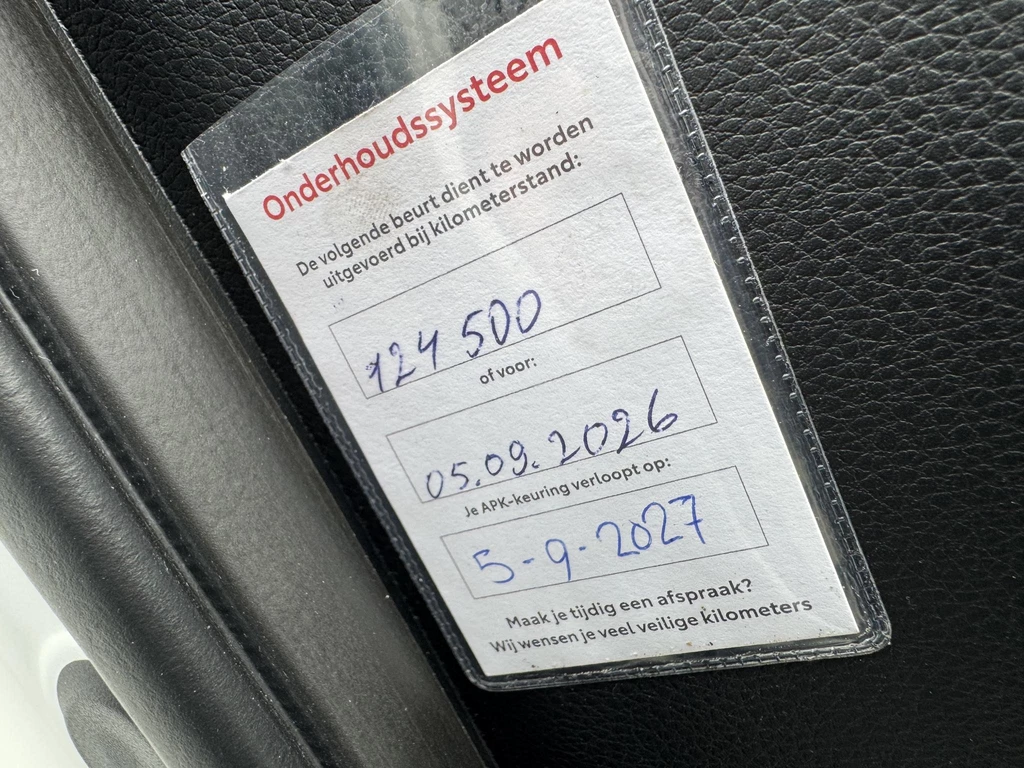 Onderhoudssysteem
De volgende beurt dient te worden
uitgevoerd bij kilometerstand:
124 500
of voor:
05.09.2026
Je APK-keuring verloopt op:
5-9-2027
Maak je tijdig een afspraak?
Wij wensen je veel veilige kilometers